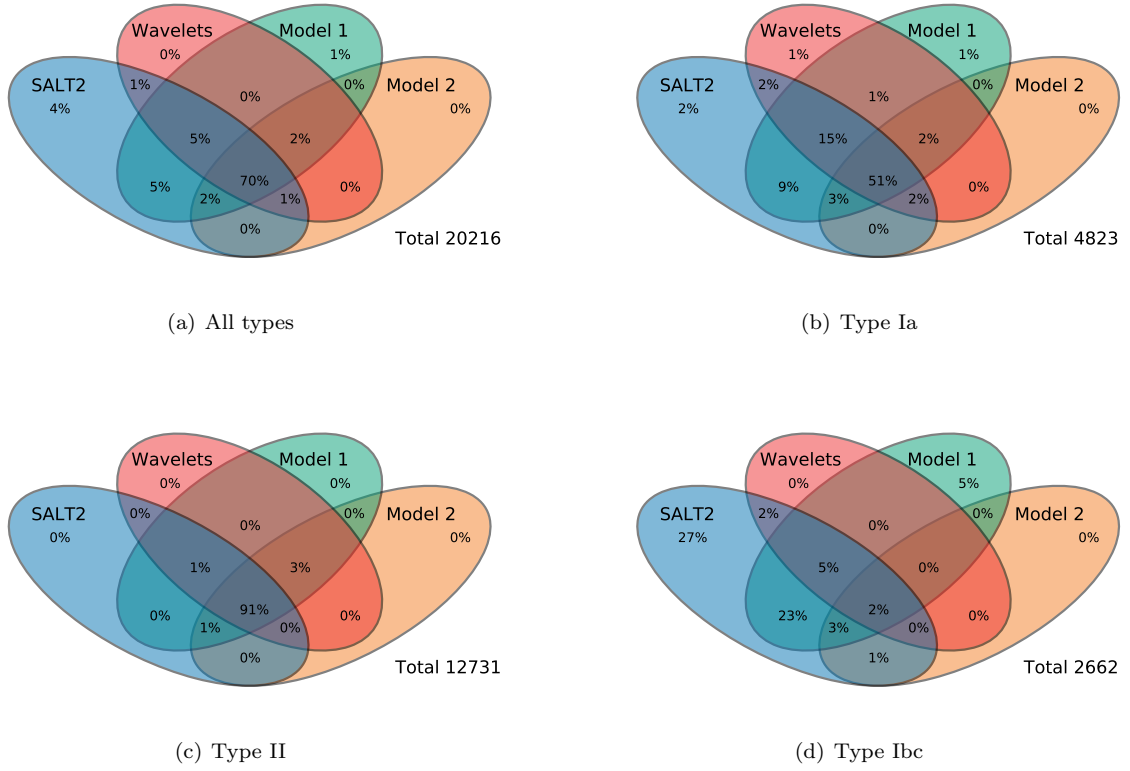 Wavelets Model 1
0% 1%
SALT2 1% 0% Model 2
4% 0% 0%
5% 2%
70%
5% 2% 1% 0%
0%
Total 20216
(a) All types
Wavelets Model 1
1% 1%
SALT2 2% 0% Model 2
2% 1% 0%
15% 2%
51%
9% 3% 2% 0%
0%
Total 4823
(b) Type Ia
Wavelets Model 1
0% 0%
SALT2 0% 0% Model 2
0% 0% 0%
1% 3%
91%
0% 1% 0% 0%
0%
Total 12731
(c) Type II
Wavelets Model 1
0% 5%
SALT2 2% 0% Model 2
27% 0% 0%
5% 0%
2%
23% 3% 0% 0%
1%
Total 2662
(d) Type Ibc